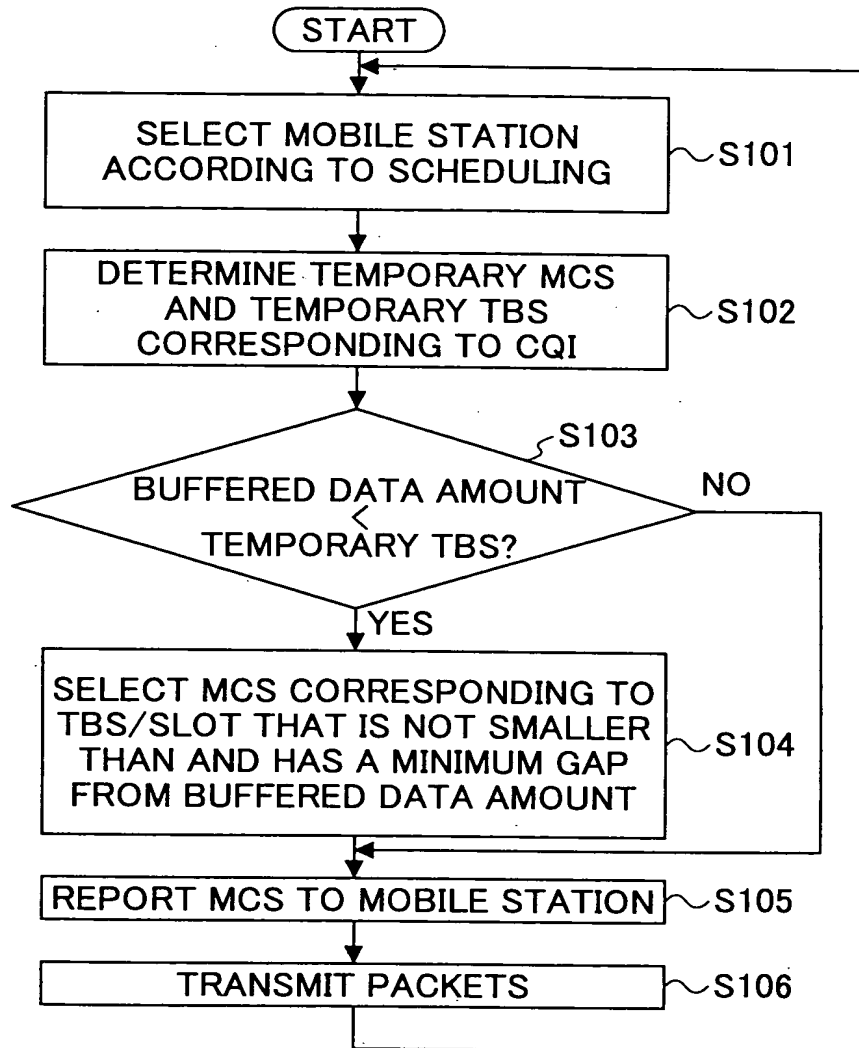 START
SELECT MOBILE STATION
ACCORDING TO SCHEDULING
S101
DETERMINE TEMPORARY MCS
AND TEMPORARY TBS
CORRESPONDING TO CQI
S102
S103
BUFFERED DATA AMOUNT
<
TEMPORARY TBS?
NO
YES
SELECT MCS CORRESPONDING TO
TBS/SLOT THAT IS NOT SMALLER
THAN AND HAS A MINIMUM GAP
FROM BUFFERED DATA AMOUNT
S104
REPORT MCS TO MOBILE STATION
S105
TRANSMIT PACKETS
S106